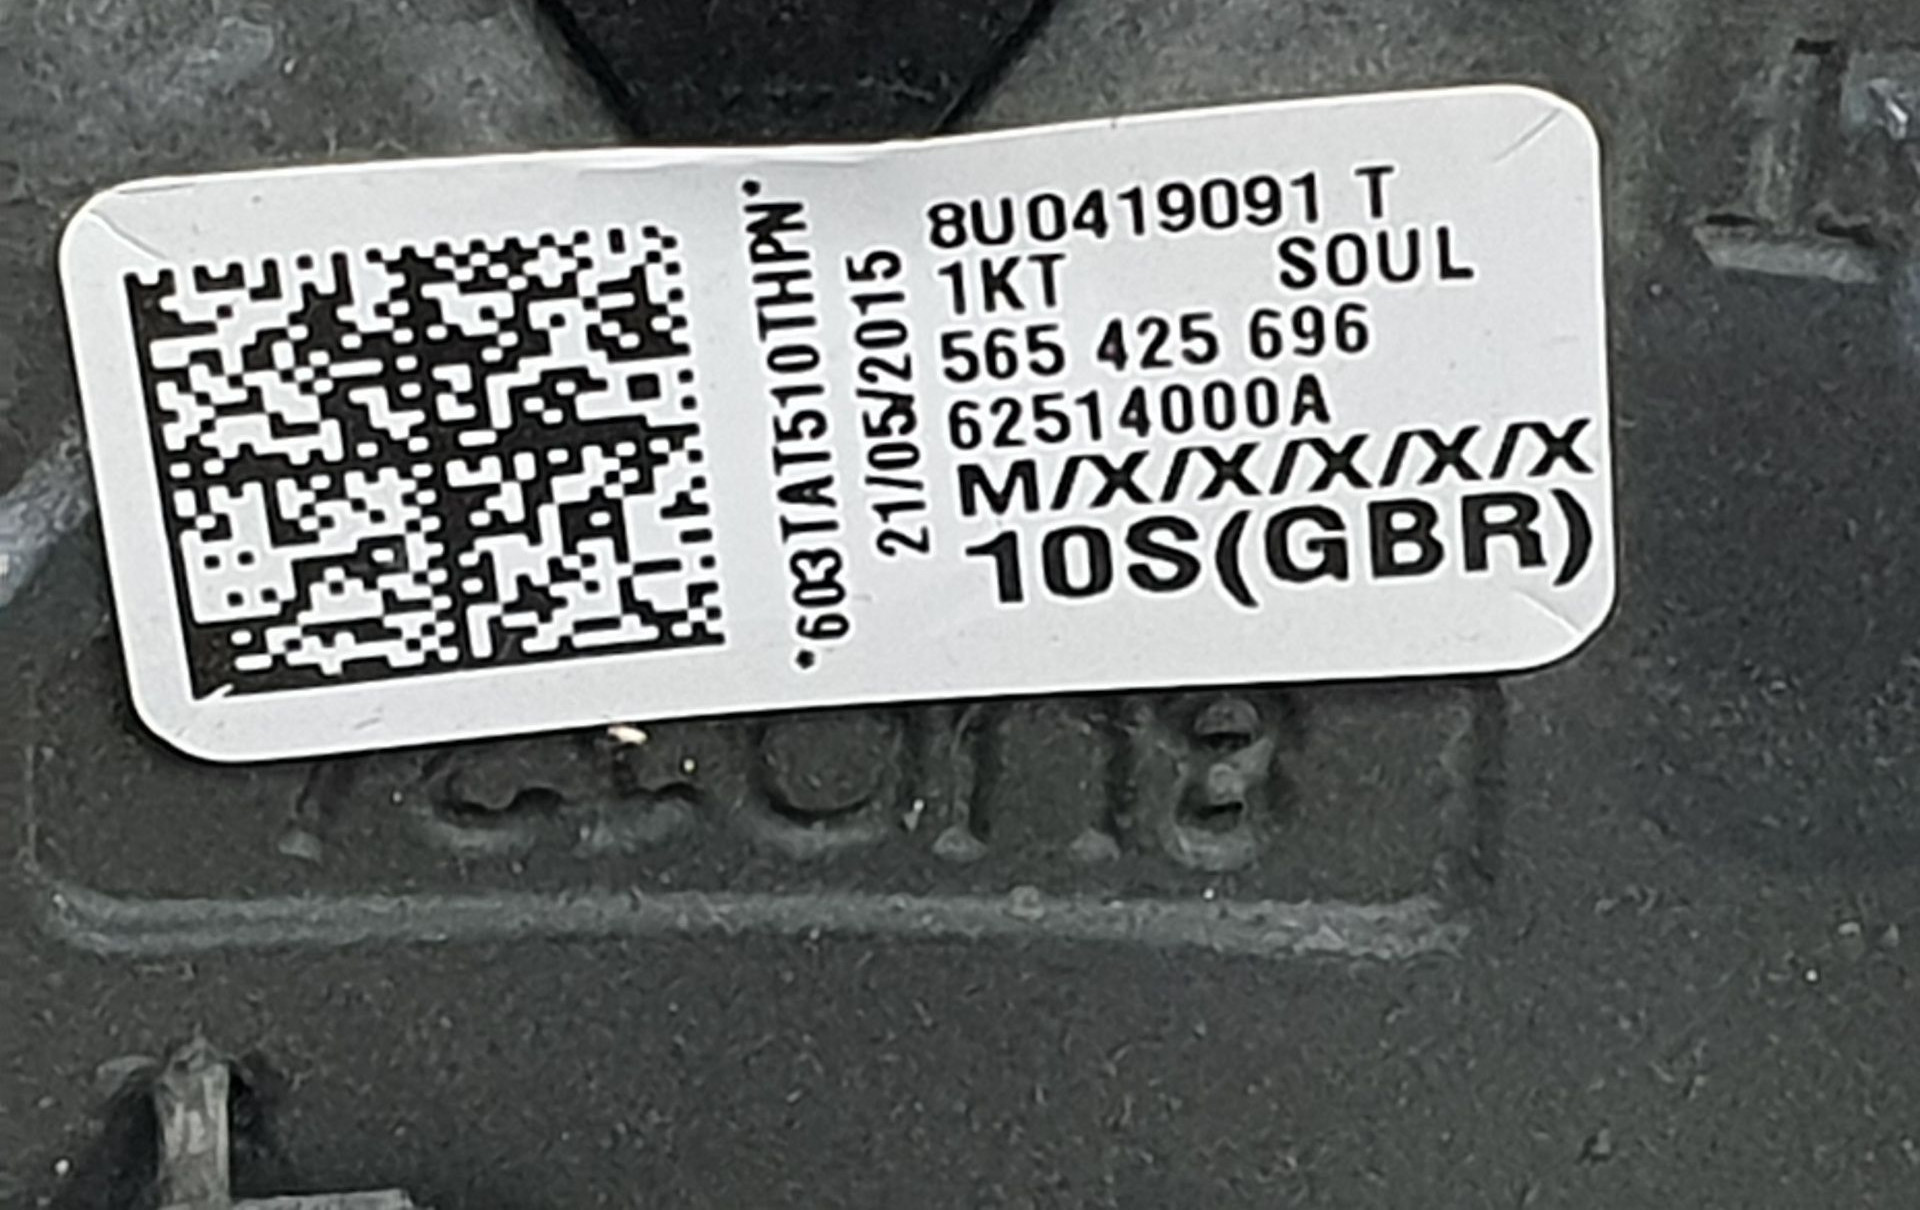 *603TAT510THPN*
21/05/2015
8U0419091 T
1KT SOUL
565 425 696
62514000A
M/X/X/X/X/X
10S(GBR)